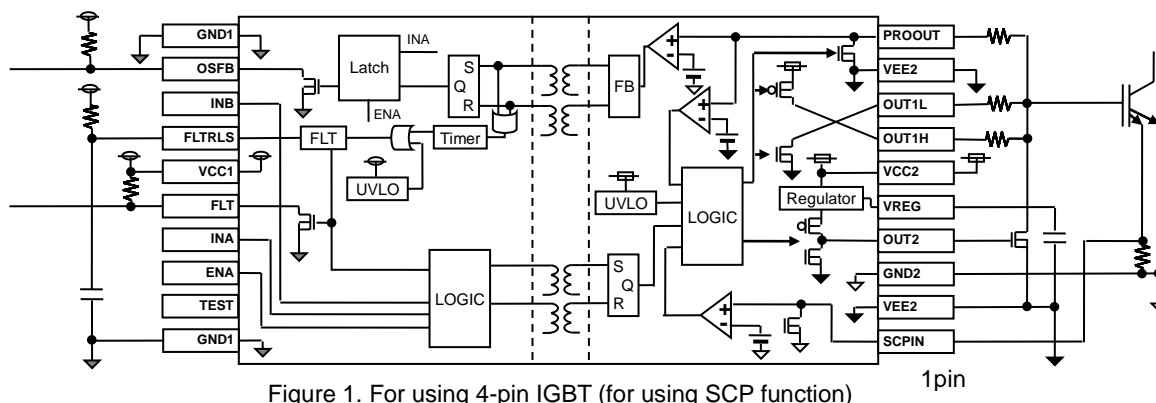 GND1
OSFB
INB
FLTRLS
VCC1
FLT
INA
ENA
TEST
GND1
Latch
INA
ENA
S
Q
R
FLT
Timer
UVLO
LOGIC
FB
S
Q
R
UVLO
LOGIC
Regulator
+
-
+
-
+
-
PROOUT
VEE2
OUT1L
OUT1H
VCC2
VREG
OUT2
GND2
VEE2
SCPIN
1pin
Figure 1. For using 4-pin IGBT (for using SCP function)